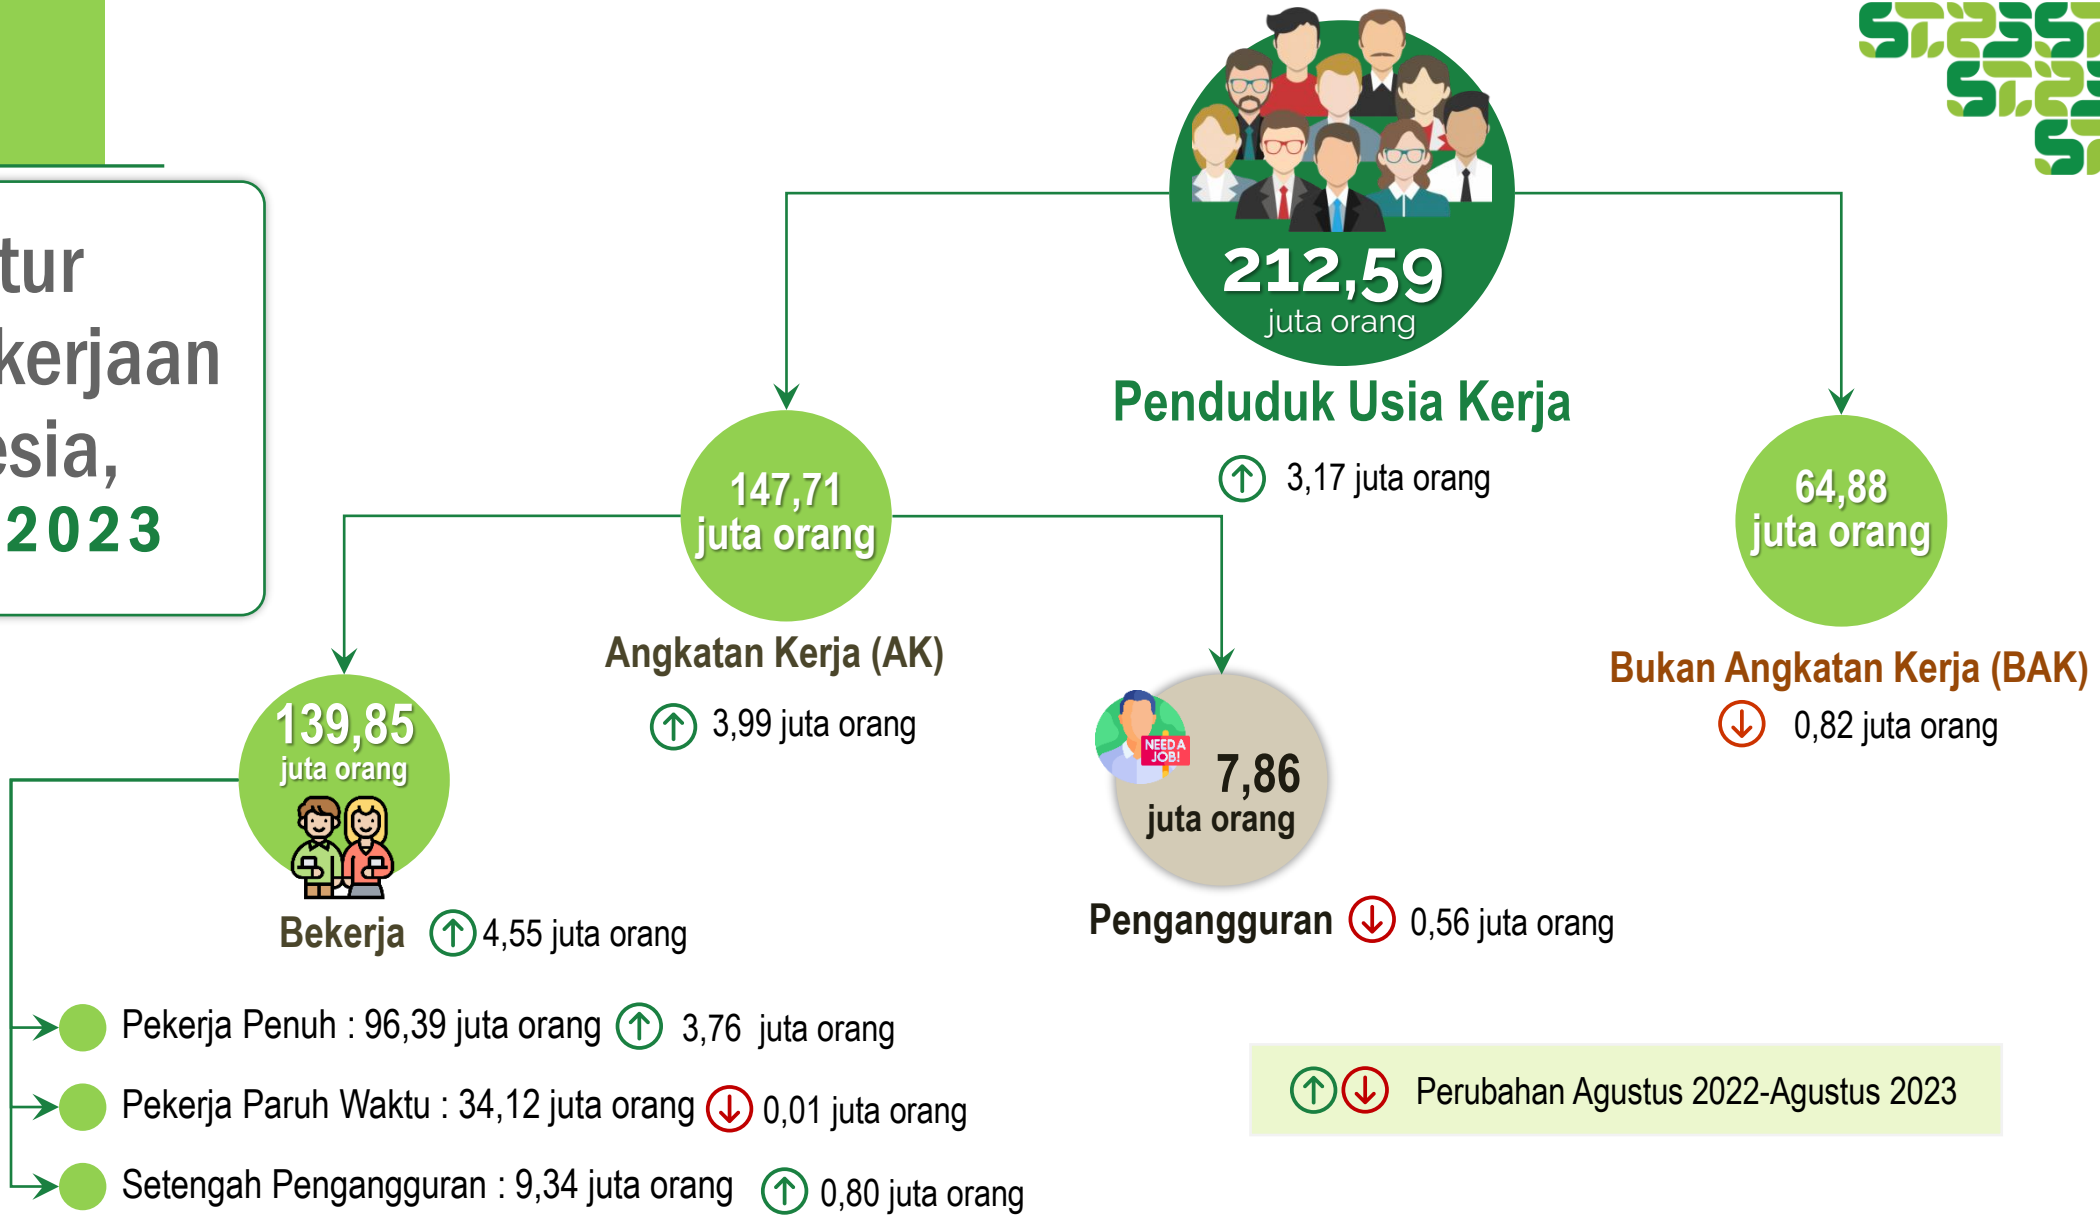 tur
kerjaan
esia,
2023
212,59
juta orang
Penduduk Usia Kerja
3,17 juta orang
147,71
juta orang
Angkatan Kerja (AK)
3,99 juta orang
64,88
juta orang
Bukan Angkatan Kerja (BAK)
0,82 juta orang
139,85
juta orang
Bekerja
4,55 juta orang
NEED A
JOB!
7,86
juta orang
Pengangguran
0,56 juta orang
Pekerja Penuh : 96,39 juta orang 3,76 juta orang
Pekerja Paruh Waktu : 34,12 juta orang 0,01 juta orang
Setengah Pengangguran : 9,34 juta orang 0,80 juta orang
Perubahan Agustus 2022-Agustus 2023